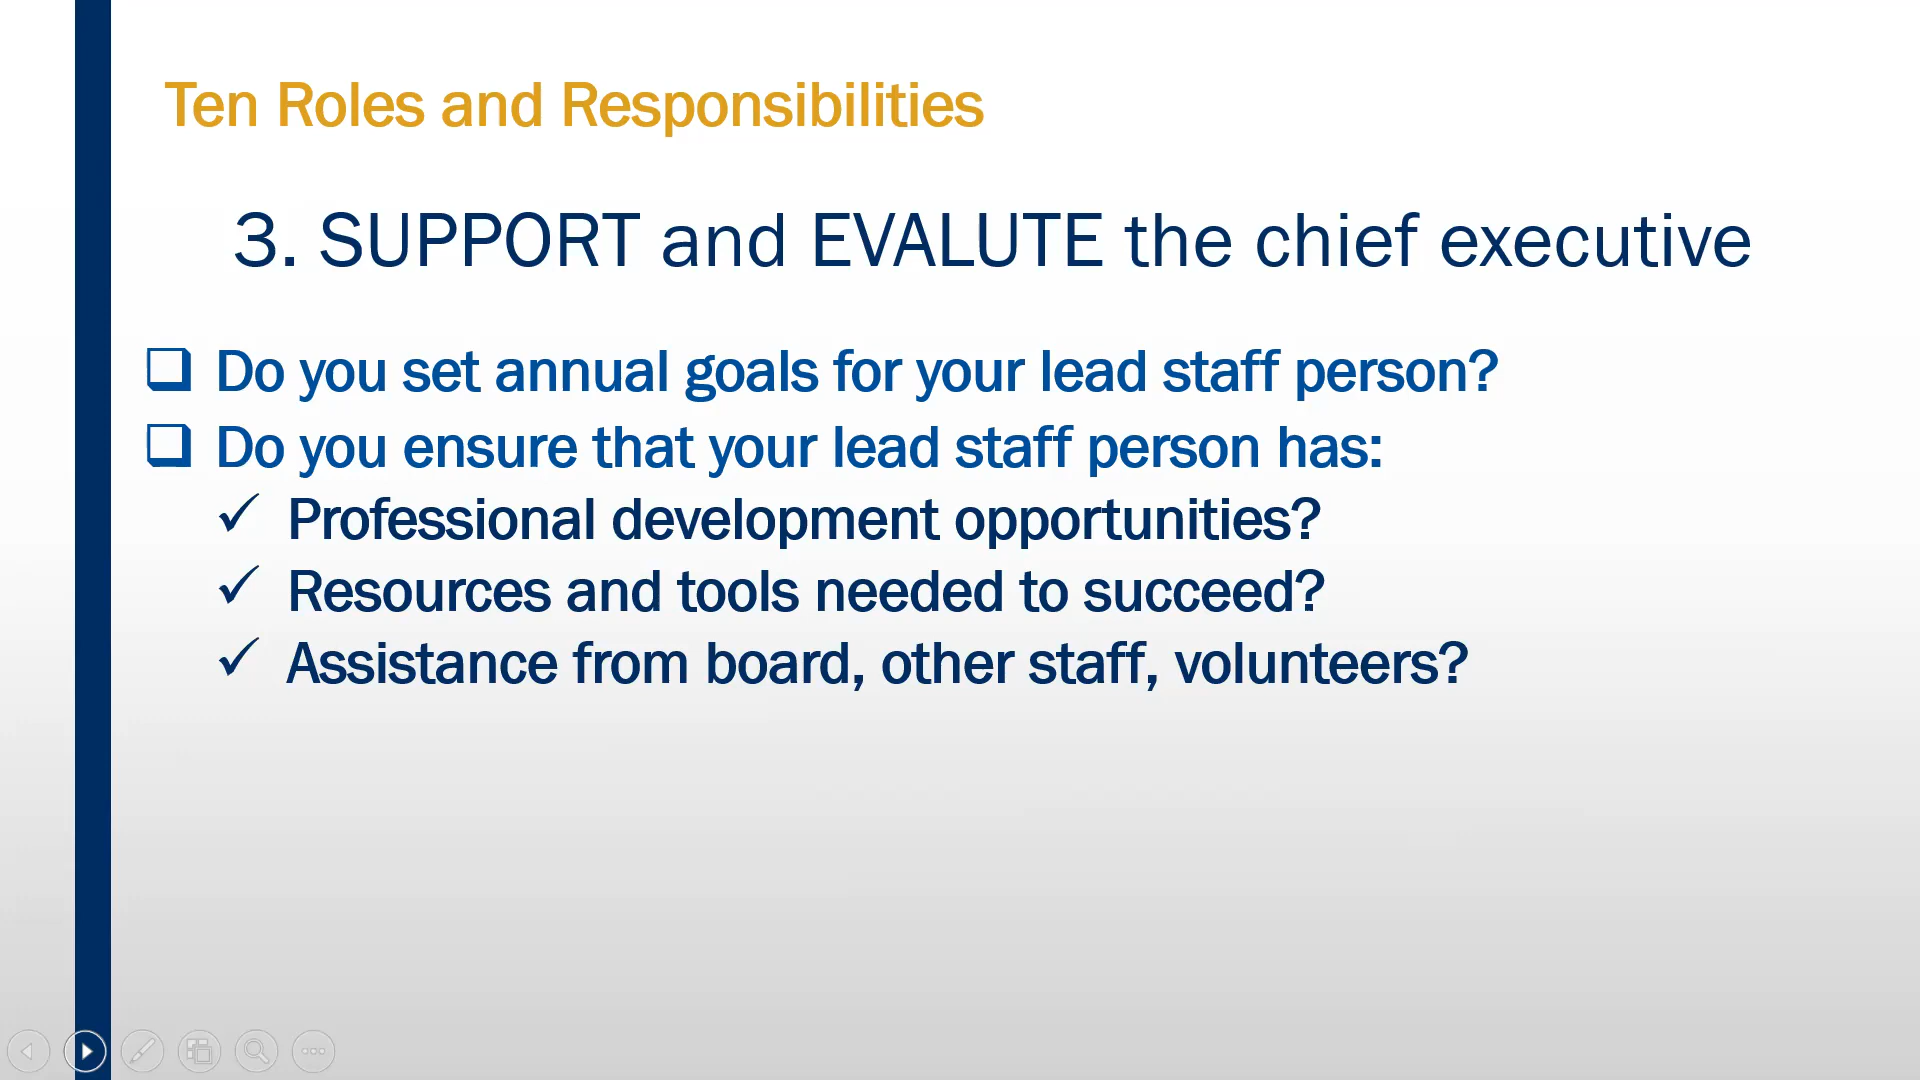 Ten Roles and Responsibilities
3. SUPPORT and EVALUTE the chief executive
Do you set annual goals for your lead staff person?
Do you ensure that your lead staff person has:
Professional development opportunities?
Resources and tools needed to succeed?
Assistance from board, other staff, volunteers?